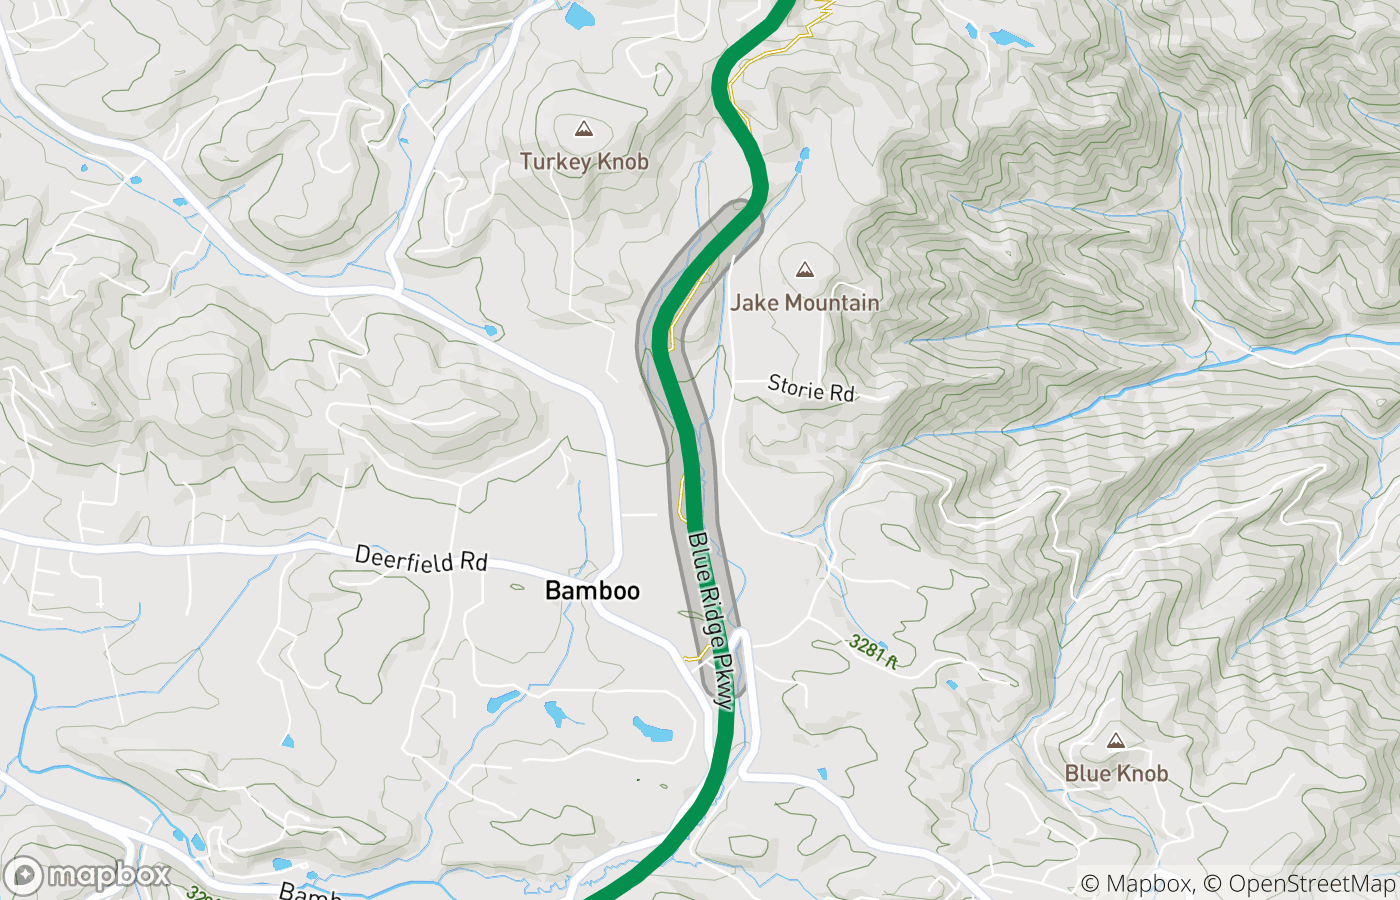 Turkey Knob
Jake Mountain
Storie Rd
Deerfield Rd
Blue Ridge Pkwy
Bamboo
3281 ft
Blue Knob
mapbox
Bamb
© Mapbox, © OpenStreetMap